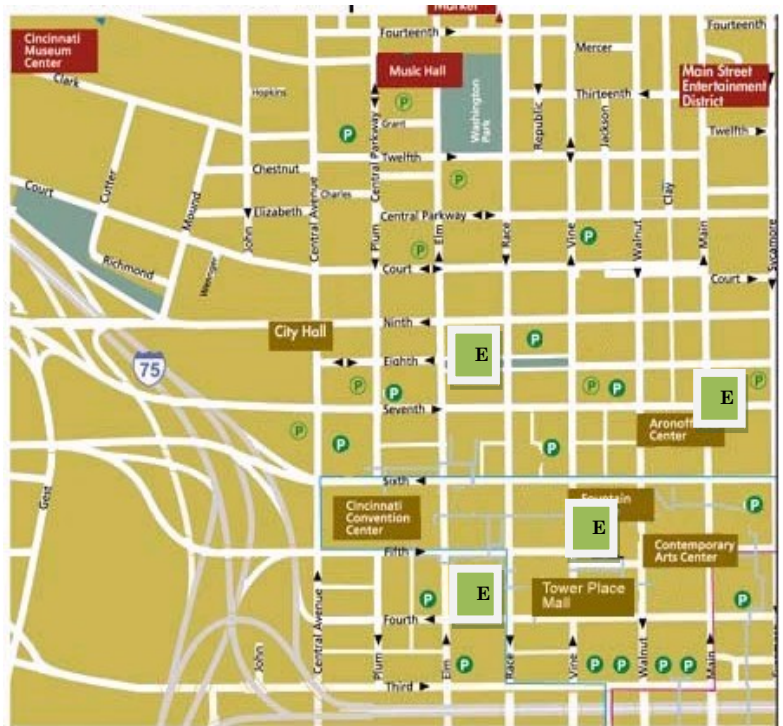 Fourteenth
Fourteenth
Cincinnati
Museum
Center
Mercer
Clark
Music Hall
Main Street
Entertainment
District
Hopkins
P
Thirteenth
Washington
Park
Republic
Jackson
Grant
P
Twelfth
Central Parkway
Twelfth
Chestnut
P
Court
Cutter
Mound
Charles
Clay
Elizabeth
Central Parkway
John
Central Avenue
Plum
Elm
Race
Vine
P
Walnut
Main
Sycamore
P
Richmond
Court
Court
Ninth
City Hall
P
E
75
Eighth
P
P
P
P
P
E
Seventh
P
P
P
Aronoff
Center
Sixth
Gest
Cincinnati
Convention
Center
Fountain
P
E
Fifth
Contemporary
Arts Center
Tower Place
Mall
P
E
P
Fourth
Central Avenue
John
Plum
Elm
P
Race
Vine
P
P
Walnut
P
P
Main
Third